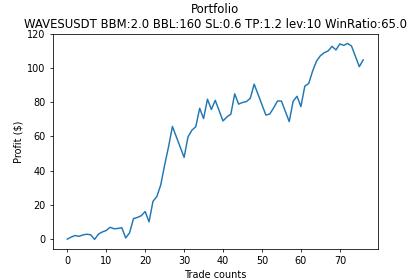 Portfolio
WAVESUSDT BBM:2.0 BBL:160 SL:0.6 TP:1.2 lev:10 WinRatio:65.0
120
100
80
60
40
20
0
Profit ($)
0 10 20 30 40 50 60 70
Trade counts